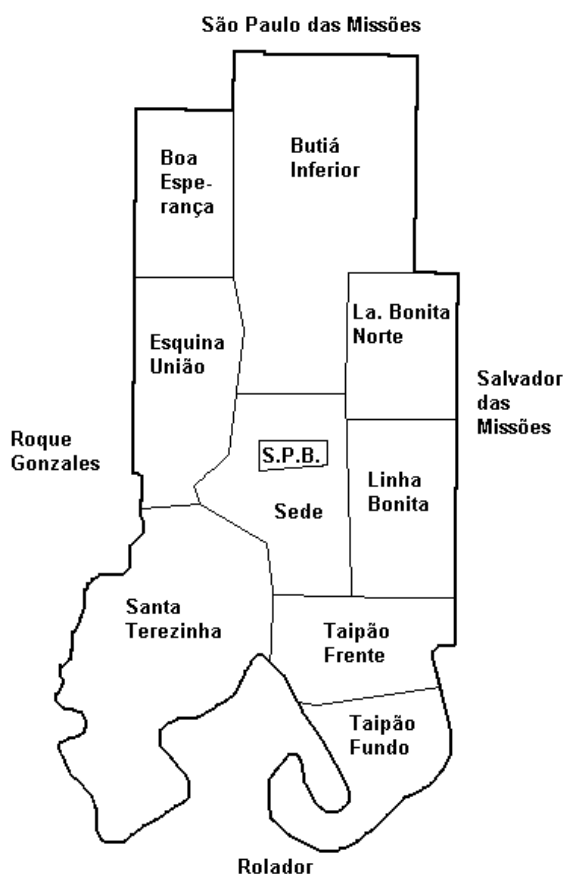 São Paulo das Missões
Butiá
Inferior
Boa
Espe-
rança
La. Bonita
Norte
Esquina
União
Salvador
das
Missões
Roque
Gonzales
S.P.B.
Sede
Linha
Bonita
Santa
Terezinha
Taipão
Frente
Taipão
Fundo
Rolador